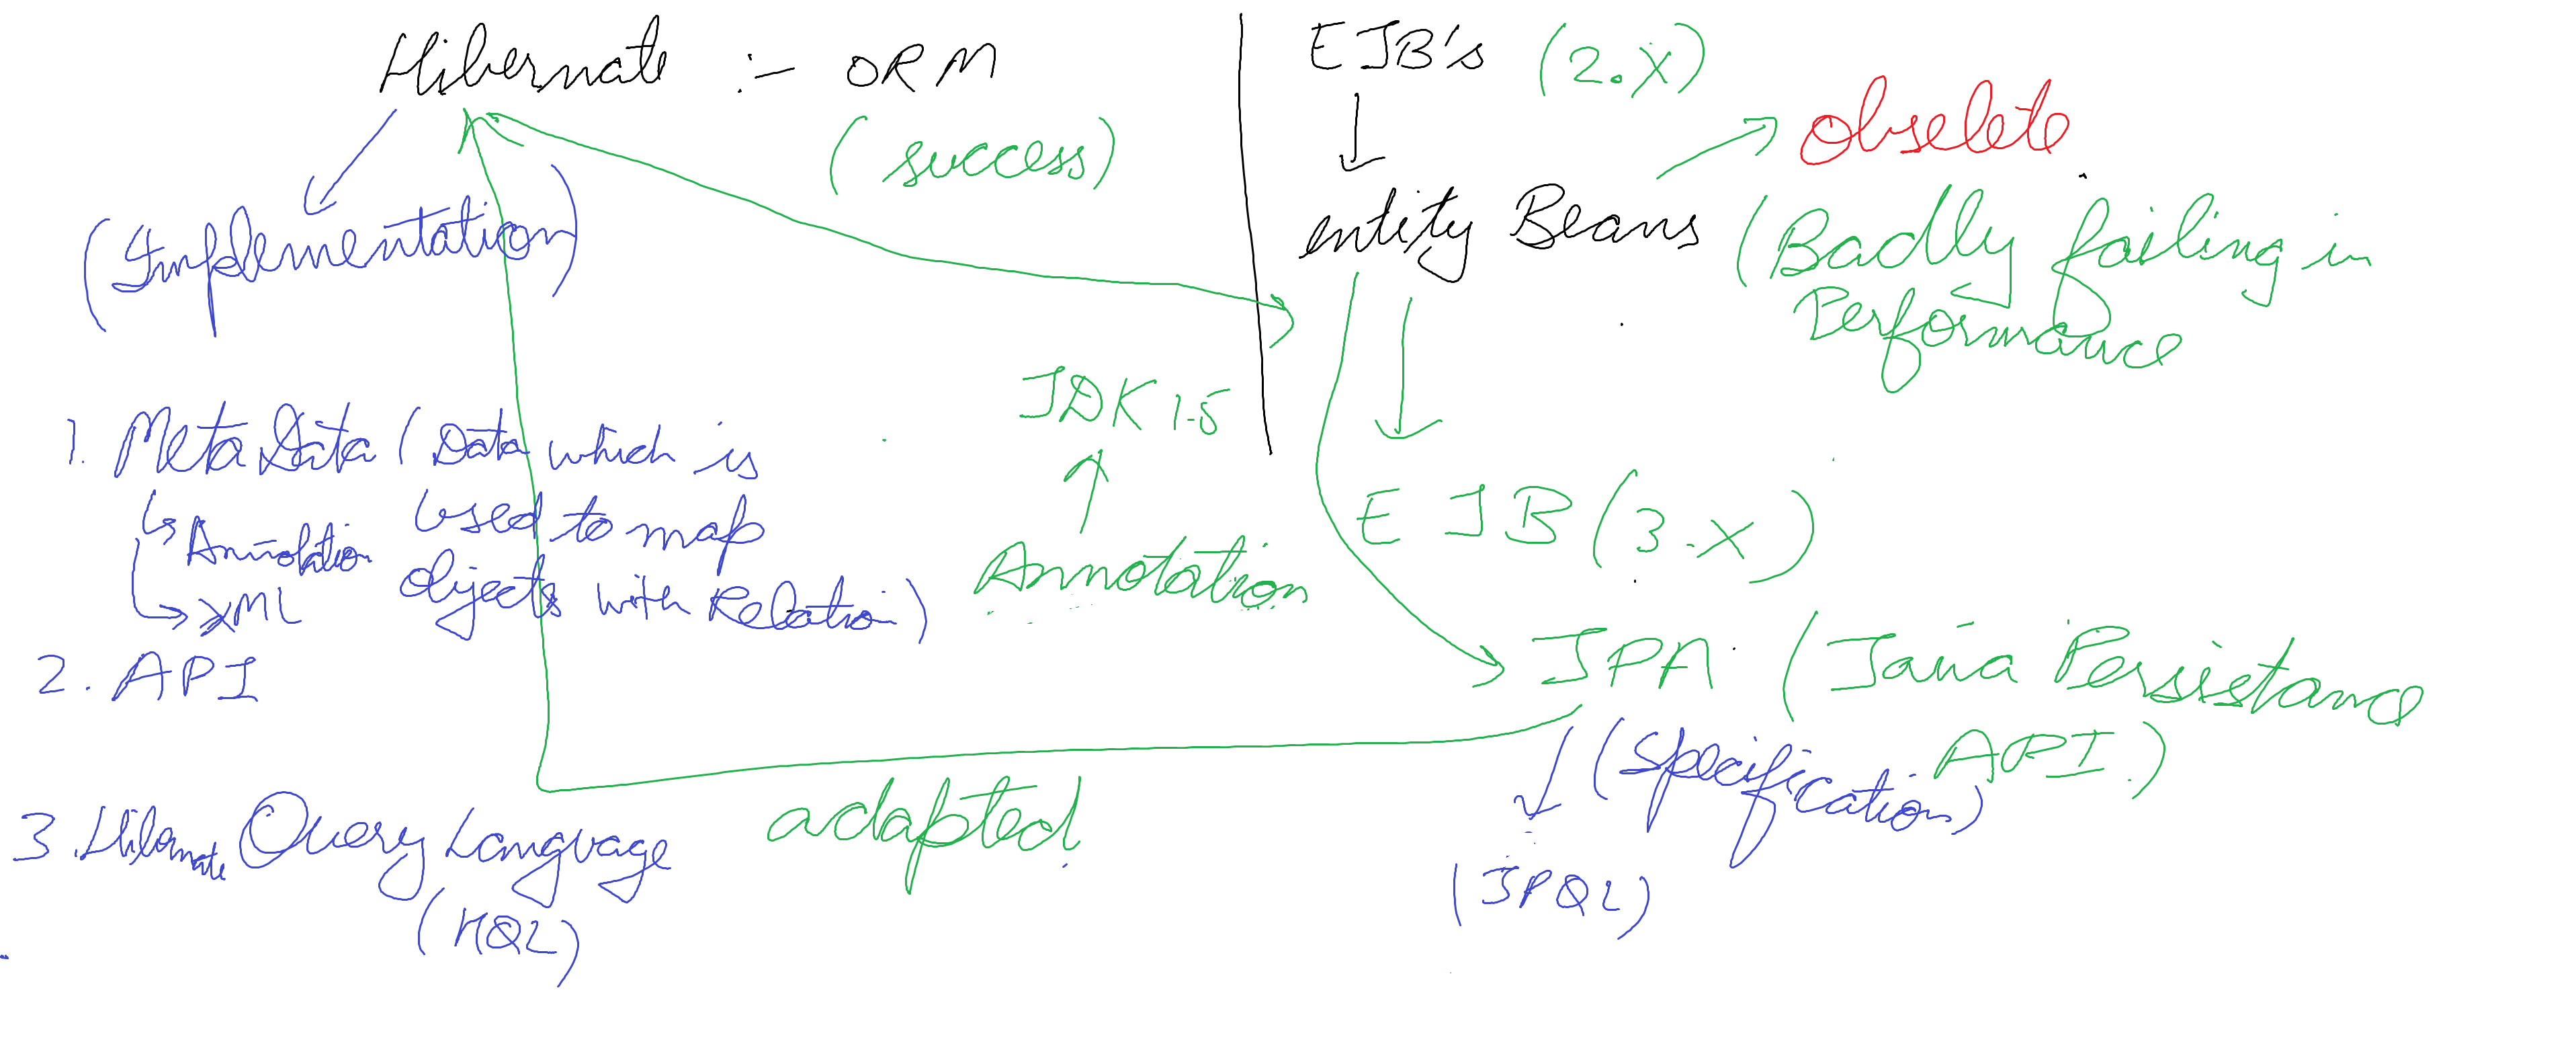 Hibernate :- ORM
(success)
(Implementation)
1. Meta Data (Data which is
used to map
objects with Relation)
Annotation
XML
2. API
3. Hibernate Query Language
(HQL)
JDK 1.5
Annotation
adapted
EJB's (2.X)
entity Beans
Obselete
(Badly failing in
Performance
EJB (3.X)
JPA (Java Persistance
API)
(Specification)
(JPQL)